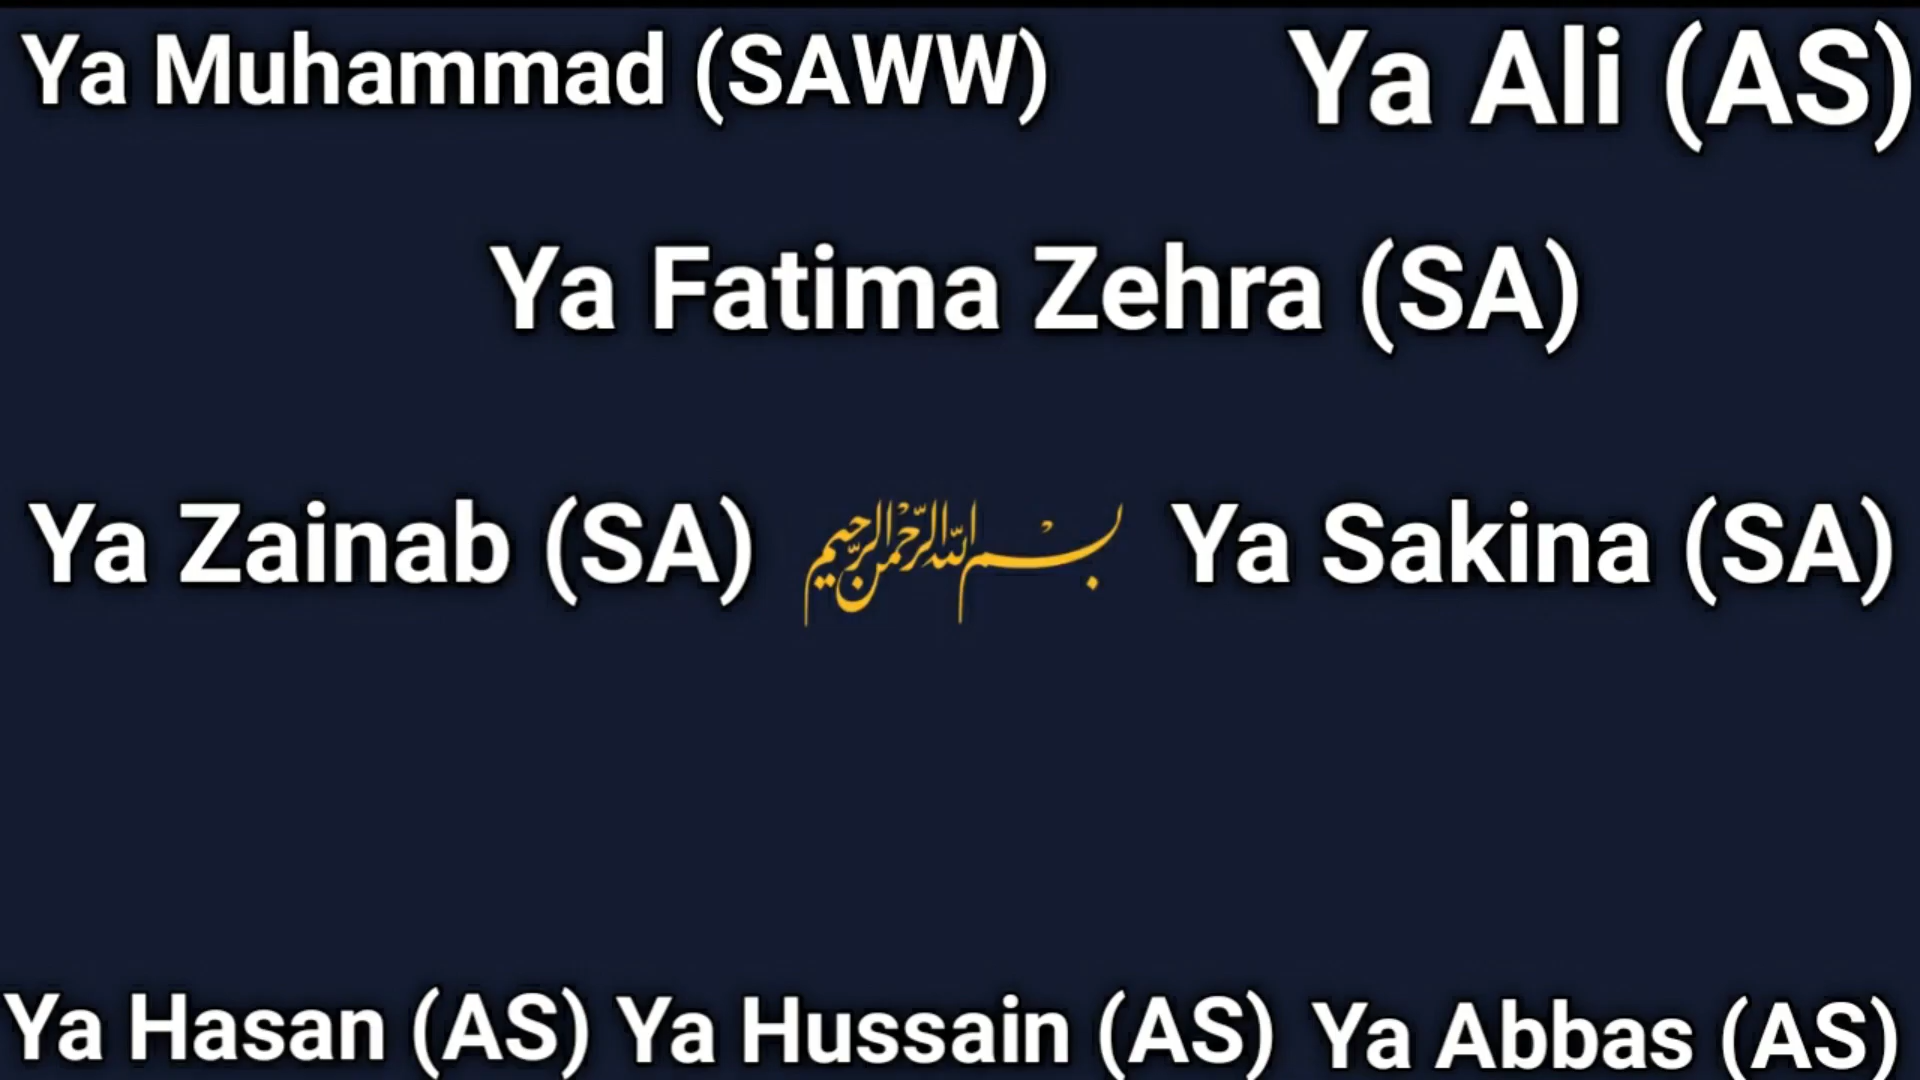 Ya Muhammad (SAWW) Ya Ali (AS)
Ya Fatima Zehra (SA)
Ya Zainab (SA) بسم الله الرحمن الرحيم Ya Sakina (SA)
Ya Hasan (AS) Ya Hussain (AS) Ya Abbas (AS)